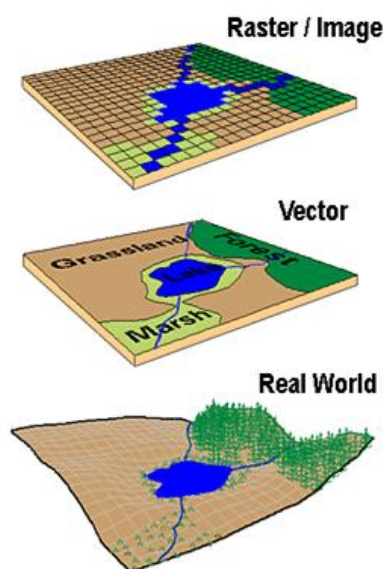 Raster / Image
Vector
Grassland
Forest
Lake
Marsh
Real World